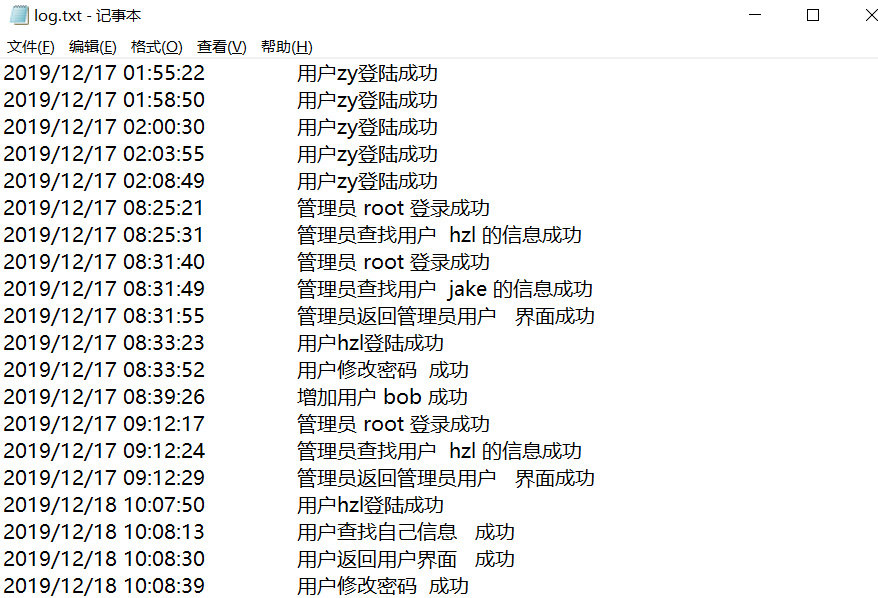 log.txt - 记事本
文件(F) 编辑(E) 格式(O) 查看(V) 帮助(H)
2019/12/17 01:55:22 用户zy登陆成功
2019/12/17 01:58:50 用户zy登陆成功
2019/12/17 02:00:30 用户zy登陆成功
2019/12/17 02:03:55 用户zy登陆成功
2019/12/17 02:08:49 用户zy登陆成功
2019/12/17 08:25:21 管理员 root 登录成功
2019/12/17 08:25:31 管理员查找用户 hzl 的信息成功
2019/12/17 08:31:40 管理员 root 登录成功
2019/12/17 08:31:49 管理员查找用户 jake 的信息成功
2019/12/17 08:31:55 管理员返回管理员用户 界面成功
2019/12/17 08:33:23 用户hzl登陆成功
2019/12/17 08:33:52 用户修改密码 成功
2019/12/17 08:39:26 增加用户 bob 成功
2019/12/17 09:12:17 管理员 root 登录成功
2019/12/17 09:12:24 管理员查找用户 hzl 的信息成功
2019/12/17 09:12:29 管理员返回管理员用户 界面成功
2019/12/18 10:07:50 用户hzl登陆成功
2019/12/18 10:08:13 用户查找自己信息 成功
2019/12/18 10:08:30 用户返回用户界面 成功
2019/12/18 10:08:39 用户修改密码 成功